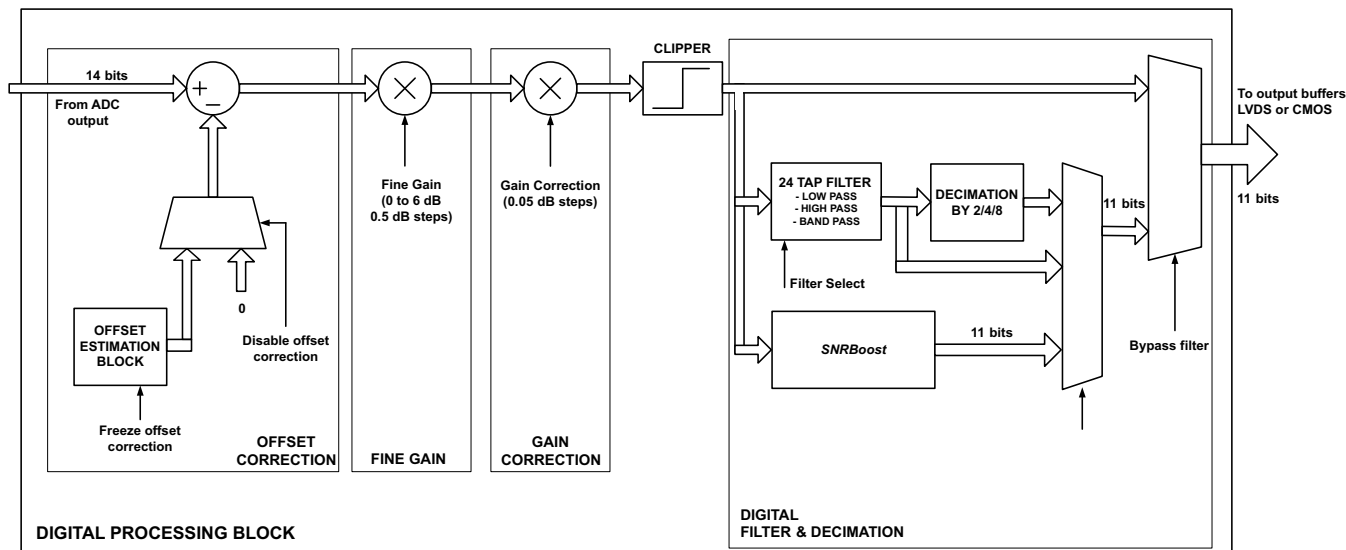 CLIPPER
14 bits
From ADC
output
+
−
To output buffers
LVDS or CMOS
11 bits
Fine Gain
(0 to 6 dB
0.5 dB steps)
Gain Correction
(0.05 dB steps)
24 TAP FILTER
- LOW PASS
- HIGH PASS
- BAND PASS
DECIMATION
BY 2/4/8
11 bits
Filter Select
0
OFFSET
ESTIMATION
BLOCK
Disable offset
correction
SNRBoost
11 bits
Bypass filter
Freeze offset
correction
OFFSET
CORRECTION
FINE GAIN
GAIN
CORRECTION
DIGITAL PROCESSING BLOCK
DIGITAL
FILTER & DECIMATION